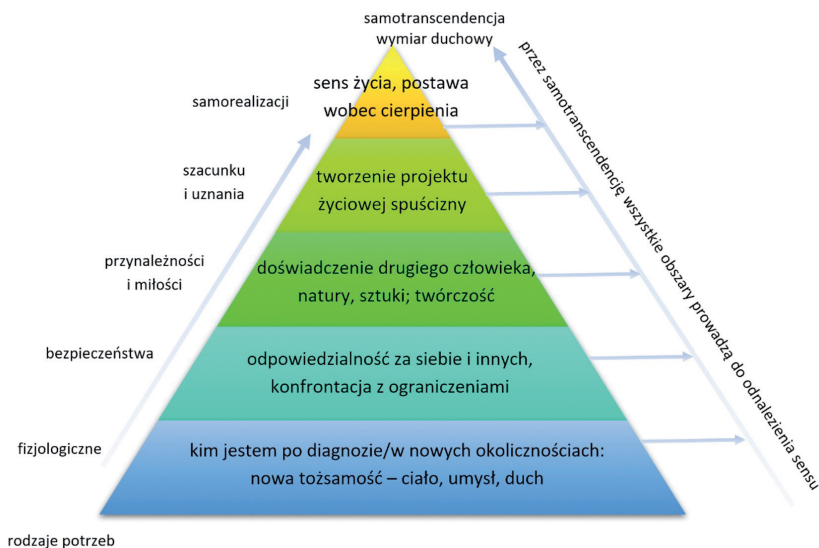 samotranscendencja
wymiar duchowy
sens życia, postawa
wobec cierpienia
samorealizacji
szacunku
i uznania
tworzenie projektu
życiowej spuścizny
przynależności
i miłości
doświadczenie drugiego człowieka,
natury, sztuki; twórczość
bezpieczeństwa
odpowiedzialność za siebie i innych,
konfrontacja z ograniczeniami
fizjologiczne
kim jestem po diagnozie/w nowych okolicznościach:
nowa tożsamość – ciało, umysł, duch
rodzaje potrzeb
przez samotranscendencję wszystkie obszary prowadzą do odnalezienia sensu